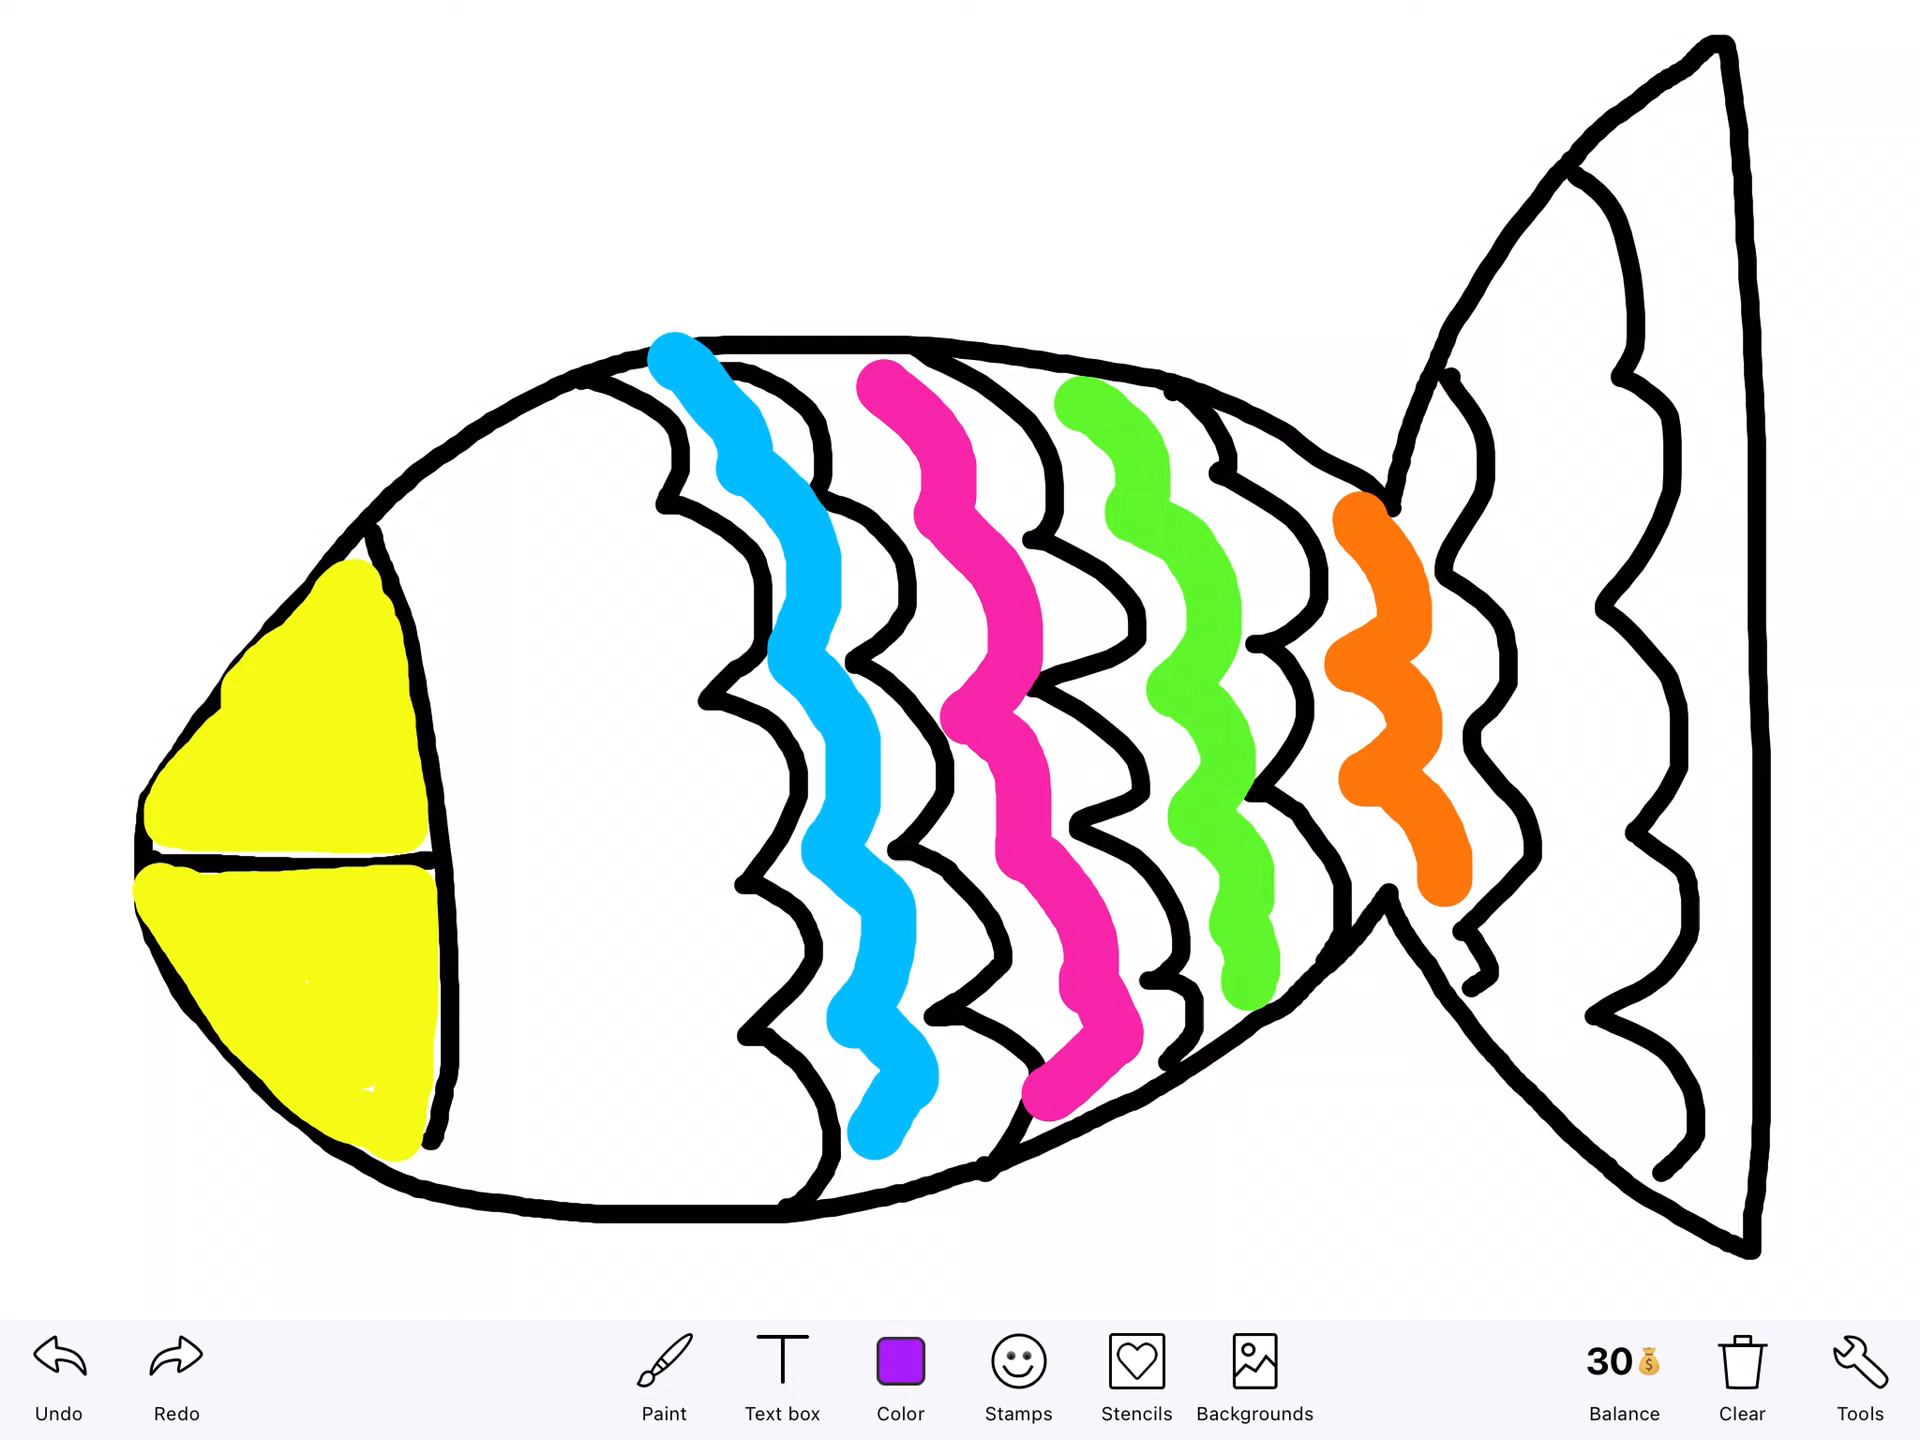 Undo
Redo
Paint
Text box
Color
Stamps
Stencils
Backgrounds
30
Balance
Clear
Tools